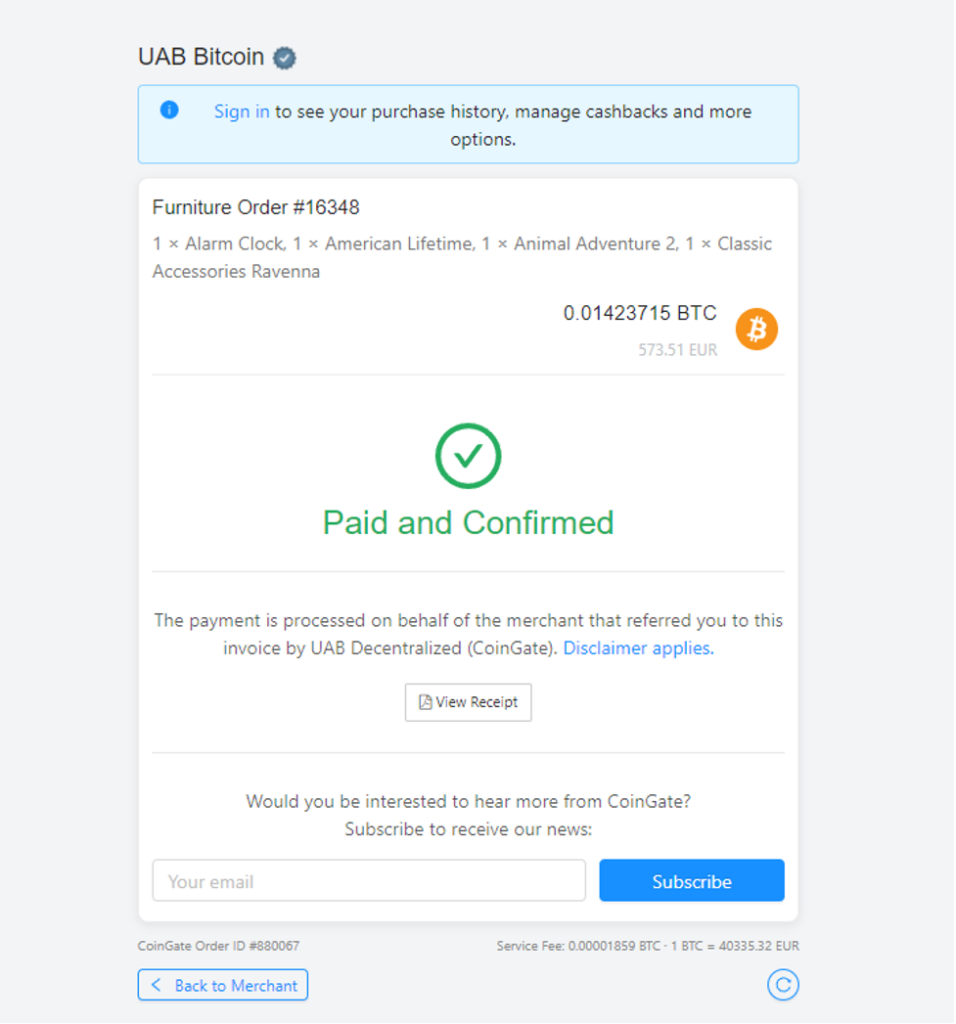 UAB Bitcoin
Sign in to see your purchase history, manage cashbacks and more
options.
Furniture Order #16348
1 × Alarm Clock, 1 × American Lifetime, 1 × Animal Adventure 2, 1 × Classic
Accessories Ravenna
0.01423715 BTC
573.51 EUR
Paid and Confirmed
The payment is processed on behalf of the merchant that referred you to this
invoice by UAB Decentralized (CoinGate). Disclaimer applies.
View Receipt
Would you be interested to hear more from CoinGate?
Subscribe to receive our news:
Your email
Subscribe
CoinGate Order ID #880067
Service Fee: 0.00001859 BTC · 1 BTC = 40335.32 EUR
Back to Merchant